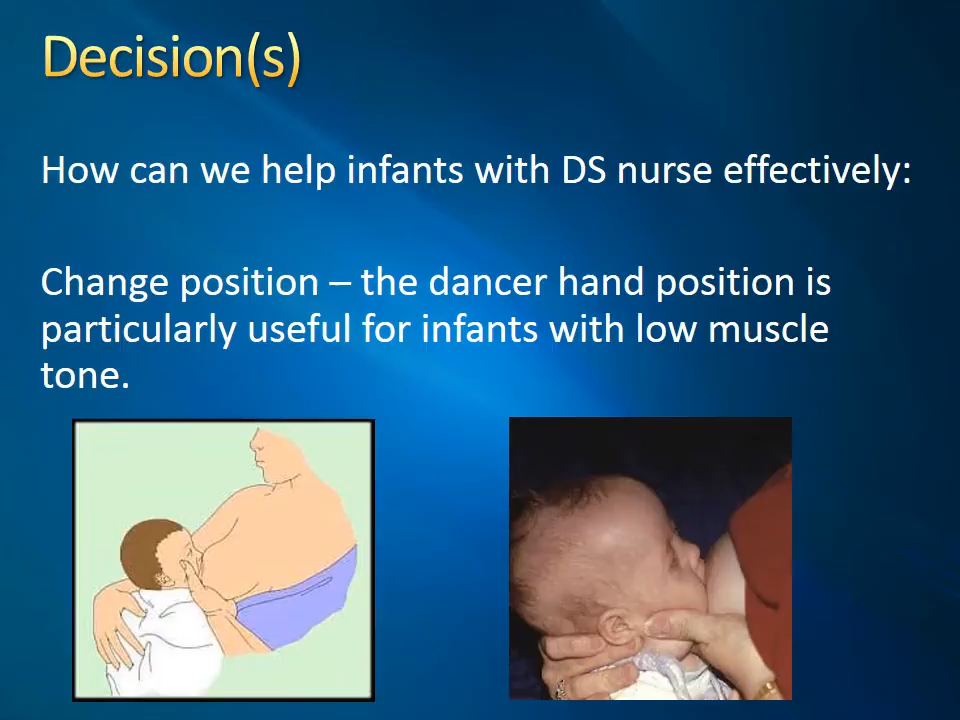 Decision(s)
How can we help infants with DS nurse effectively:
Change position – the dancer hand position is
particularly useful for infants with low muscle
tone.